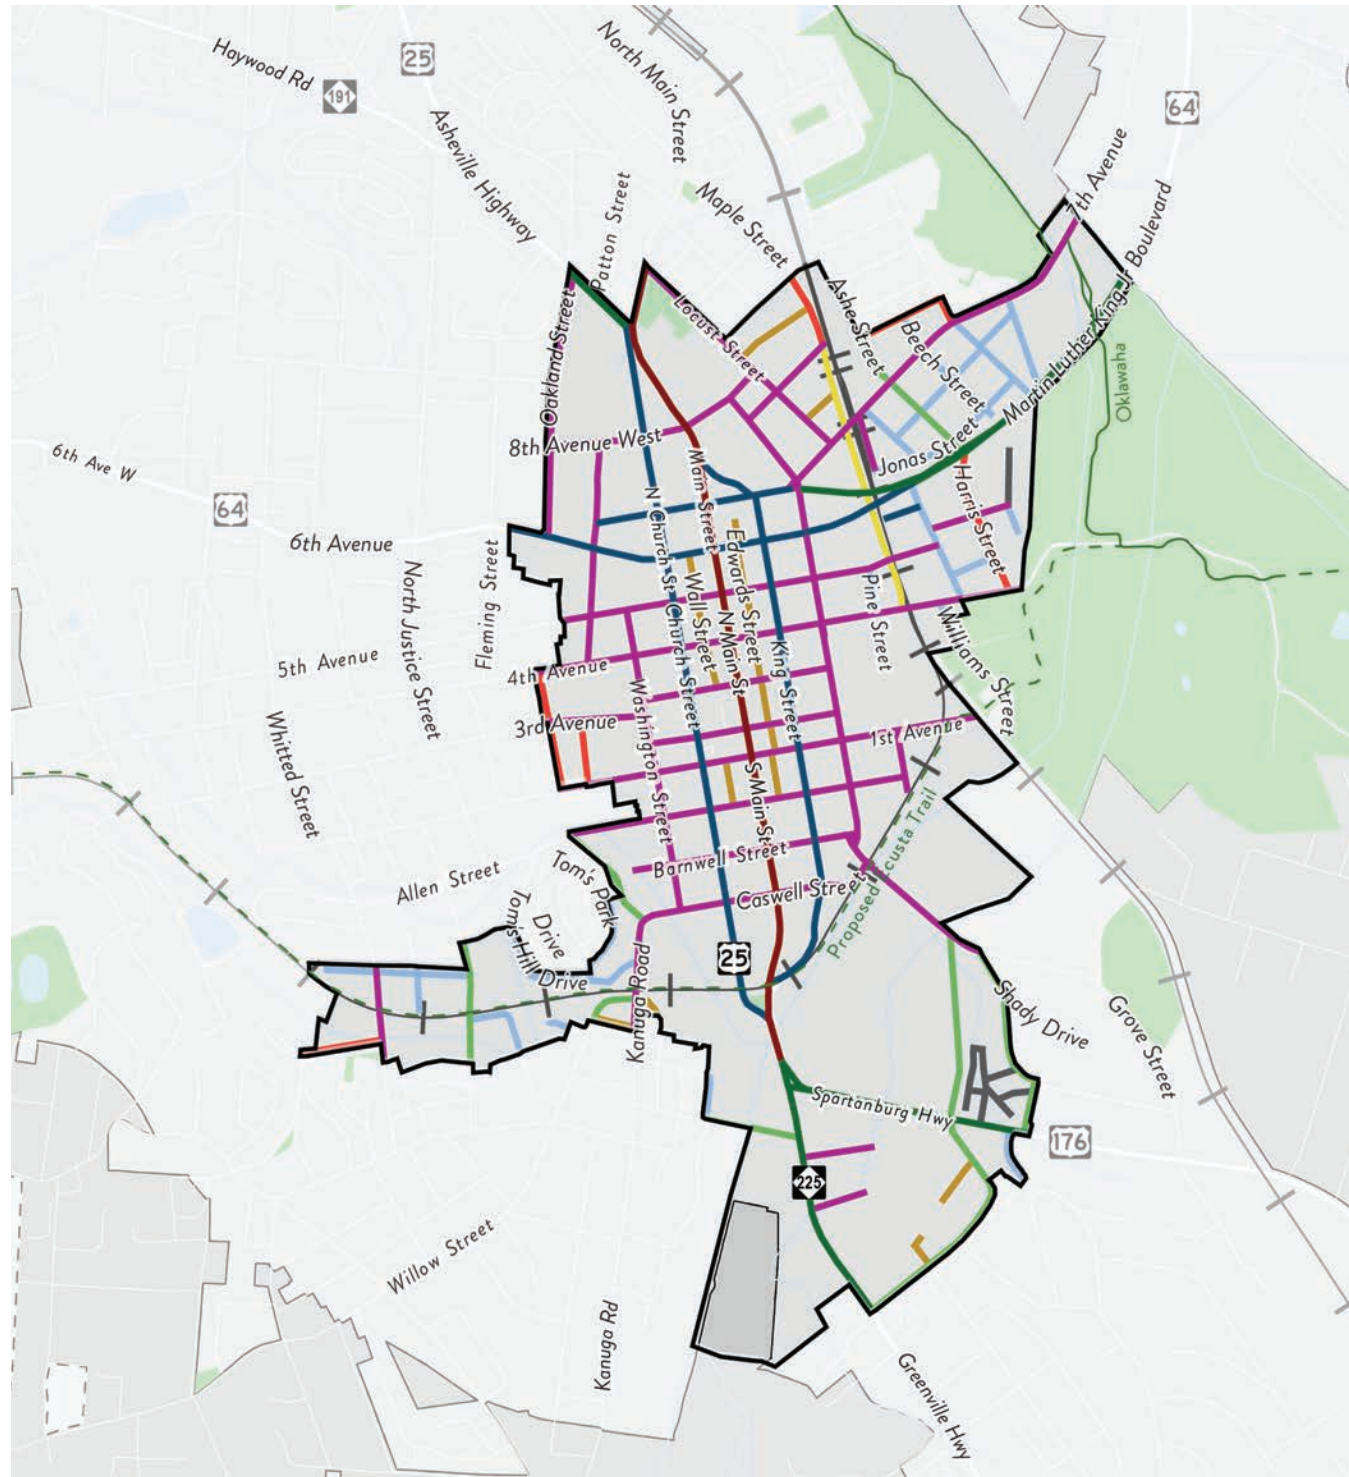 North Main Street
25
Haywood Rd
191
64
Asheville Highway
7th Avenue
Patton Street
Maple Street
Boulevard
Martin Luther King Jr
Ashe Street
Locust Street
Beech Street
Oakland Street
Oklawaha
8th Avenue West
6th Ave W
Main Street
Jonas Street
Harris Street
64
N Church St
6th Avenue
Edwards Street
Fleming Street
North Justice Street
Wall Street
Pine Street
Church Street
N Main St
King Street
Williams Street
5th Avenue
4th Avenue
Washington Street
3rd Avenue
1st Avenue
Whitted Street
S Main St
Proposed Ecusta Trail
Barnwell Street
Tom's Park
Drive
Allen Street
Caswell Street
Tom's Hill Drive
25
Kanuga Road
Shady Drive
Grove Street
Spartanburg Hwy
176
225
Willow Street
Kanuga Rd
Greenville Hwy